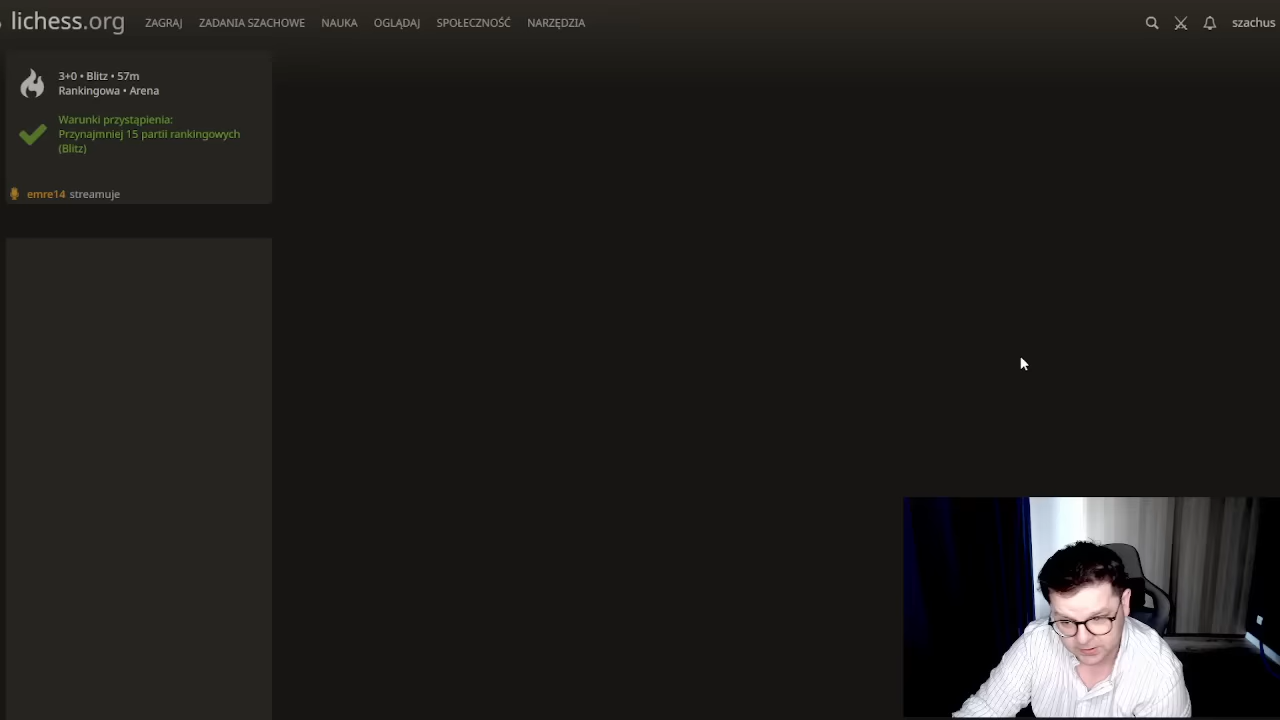 lichess.org ZAGRAJ ZADANIA SZACHOWE NAUKA OGLĄDAJ SPOŁECZNOŚĆ NARZĘDZIA szachus
3+0 • Blitz • 57m
Rankingowa • Arena
Warunki przystąpienia:
Przynajmniej 15 partii rankingowych
(Blitz)
emre14 streamuje